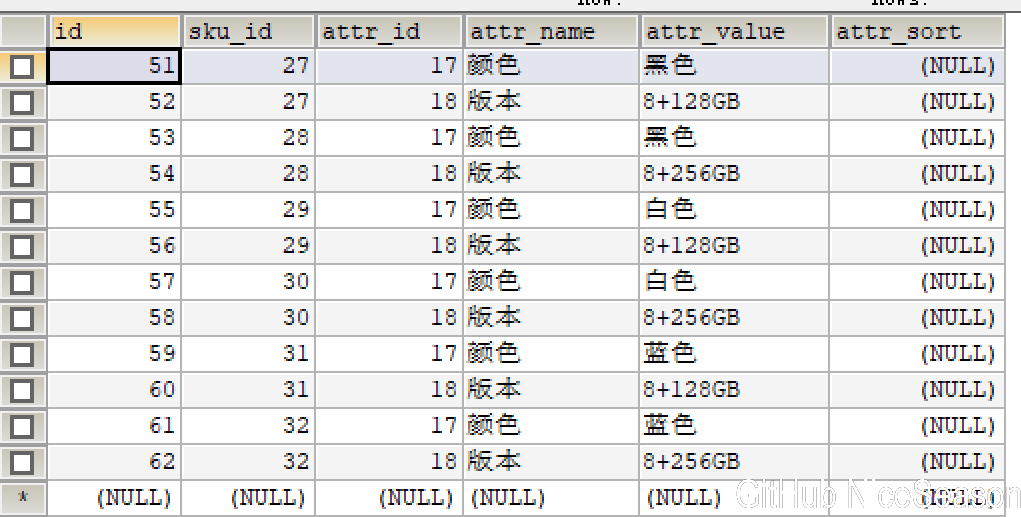 id sku_id attr_id attr_name attr_value attr_sort
51 27 17 颜色 黑色 (NULL)
52 27 18 版本 8+128GB (NULL)
53 28 17 颜色 黑色 (NULL)
54 28 18 版本 8+256GB (NULL)
55 29 17 颜色 白色 (NULL)
56 29 18 版本 8+128GB (NULL)
57 30 17 颜色 白色 (NULL)
58 30 18 版本 8+256GB (NULL)
59 31 17 颜色 蓝色 (NULL)
60 31 18 版本 8+128GB (NULL)
61 32 17 颜色 蓝色 (NULL)
62 32 18 版本 8+256GB (NULL)
* (NULL) (NULL) (NULL) (NULL) (NULL) (NULL)
GitHub NiceSeason